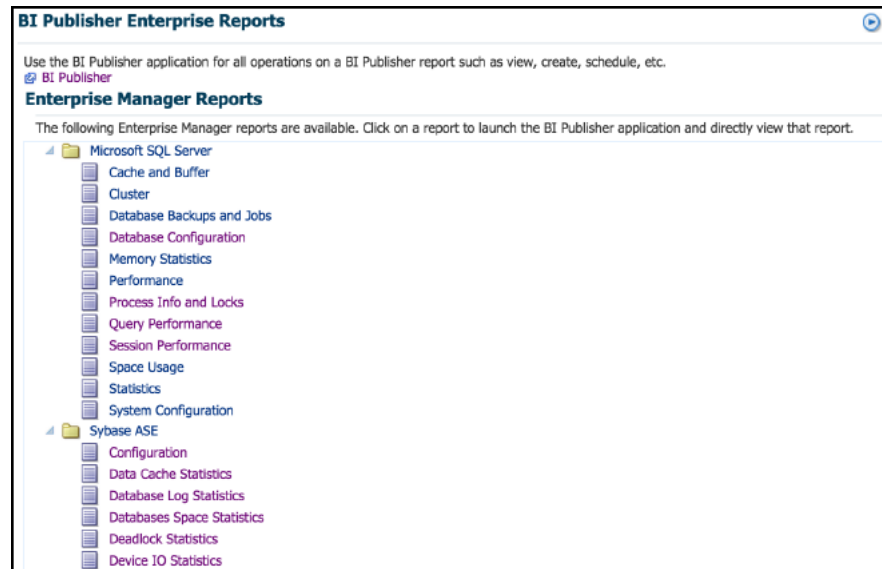 BI Publisher Enterprise Reports
Use the BI Publisher application for all operations on a BI Publisher report such as view, create, schedule, etc.
BI Publisher
Enterprise Manager Reports
The following Enterprise Manager reports are available. Click on a report to launch the BI Publisher application and directly view that report.
Microsoft SQL Server
Cache and Buffer
Cluster
Database Backups and Jobs
Database Configuration
Memory Statistics
Performance
Process Info and Locks
Query Performance
Session Performance
Space Usage
Statistics
System Configuration
Sybase ASE
Configuration
Data Cache Statistics
Database Log Statistics
Databases Space Statistics
Deadlock Statistics
Device IO Statistics